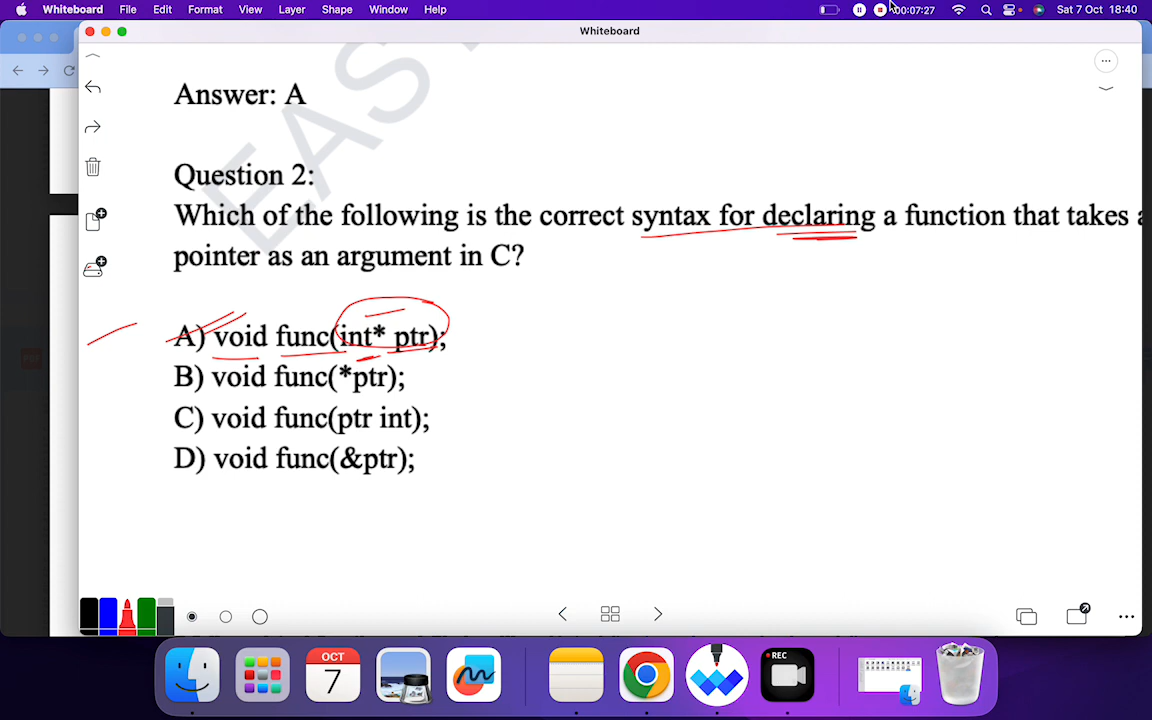 Whiteboard File Edit Format View Layer Shape Window Help 00:07:27 Sat 7 Oct 18:40
Whiteboard
EAS
Answer: A
Question 2:
Which of the following is the correct syntax for declaring a function that takes a
pointer as an argument in C?
A) void func(int* ptr);
B) void func(*ptr);
C) void func(ptr int);
D) void func(&ptr);
OCT
7
REC